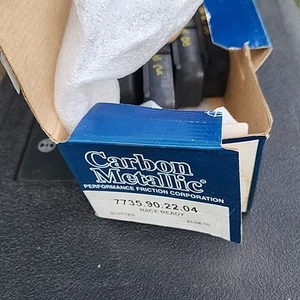 Carbon
Metallic®
PERFORMANCE FRICTION CORPORATION
7735.90.22.04
RACE READY